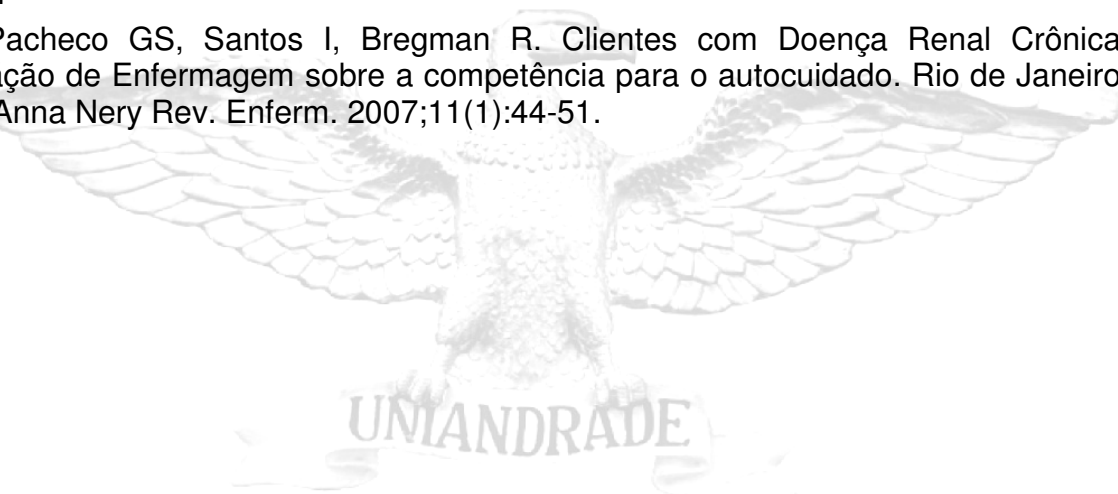 Pacheco GS, Santos I, Bregman R. Clientes com Doença Renal Crônica
ação de Enfermagem sobre a competência para o autocuidado. Rio de Janeiro
Anna Nery Rev. Enferm. 2007;11(1):44-51.
UNIANDRADE